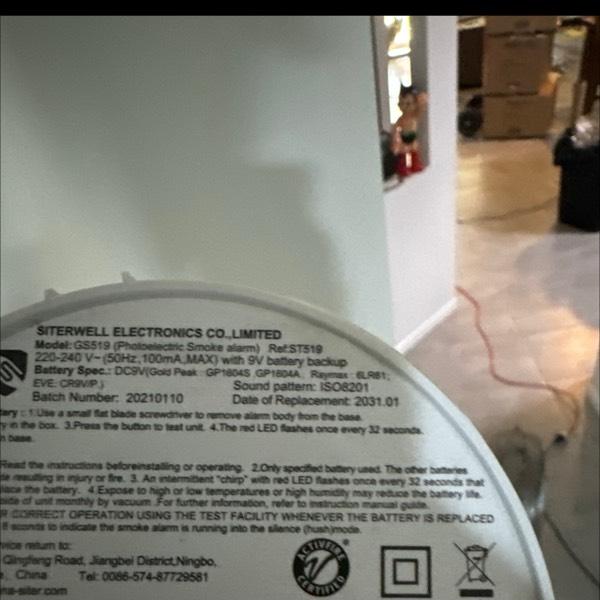 SITERWELL ELECTRONICS CO.,LIMITED
Model:GS519 (Photoelectric Smoke alarm) Ref:ST519
220-240 V~(50Hz,100mA,MAX) with 9V battery backup
Battery Spec.: DC9V(Gold Peak: GP1604S ,GP1604A, Raymax: 6LR61;
EVE: CR9V/P.) Sound pattern: ISO8201
Batch Number: 20210110 Date of Replacement: 2031.01
1.Use a small flat blade screwdriver to remove alarm body from the base.
in the box. 3.Press the button to test unit. 4.The red LED flashes once every 32 seconds.
base.
Read the instructions beforeinstalling or operating. 2.Only specified battery used. The other batteries
resulting in injury or fire. 3. An intermittent "chirp" with red LED flashes once every 32 seconds that
the battery. 4.Expose to high or low temperatures or high humidity may reduce the battery life.
of unit monthly by vacuum .For further information, refer to instruction manual guide.
CORRECT OPERATION USING THE TEST FACILITY WHENEVER THE BATTERY IS REPLACED
to indicate the smoke alarm is running into the silence (hush)mode.
return to:
Qingfeng Road, Jiangbei District,Ningbo,
China Tel: 0086-574-87729581
ACTIVFIRE
CERTIFIED